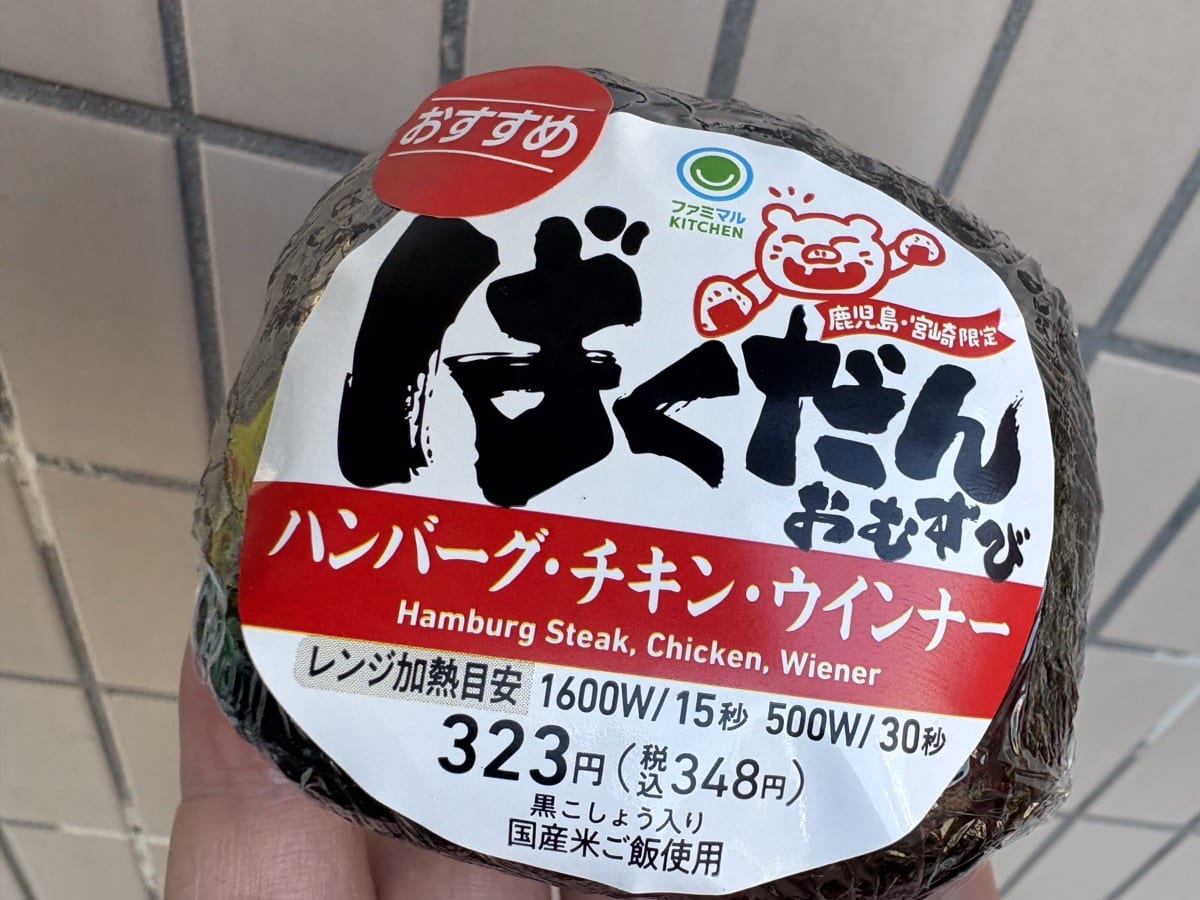 おすすめ
ファミマル
KITCHEN
鹿児島・宮崎限定
ばくだん
おむすび
ハンバーグ・チキン・ウインナー
Hamburg Steak, Chicken, Wiener
レンジ加熱目安 1600W/15秒 500W/30秒
323円(税込348円)
黒こしょう入り
国産米ご飯使用